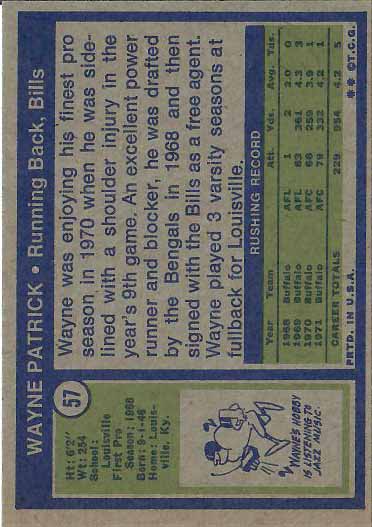 WAYNE PATRICK • Running Back, Bills
57
Ht: 6'2"
Wt: 254
School:
Louisville
First Pro
Season: 1968
Born: 9-1-46
Home: Louis-
ville, Ky.
WAYNE'S HOBBY
IS LISTENING TO
JAZZ MUSIC.
Wayne was enjoying his finest pro
season in 1970 when he was side-
lined with a shoulder injury in the
year's 9th game. An excellent power
runner and blocker, he was drafted
by the Bengals in 1968 and then
signed with the Bills as a free agent.
Wayne played 3 varsity seasons at
fullback for Louisville.
RUSHING RECORD
Year Team Att. Yds. Avg. Tds.
1968 Buffalo AFL 1 2 2.0 0
1969 Buffalo AFL 83 361 4.3 3
1970 Buffalo AFC 66 259 3.9 1
1971 Buffalo AFC 79 332 4.2 1
CAREER TOTALS 229 954 4.2 5
PRTD. IN U.S.A. ** © T.C.G.